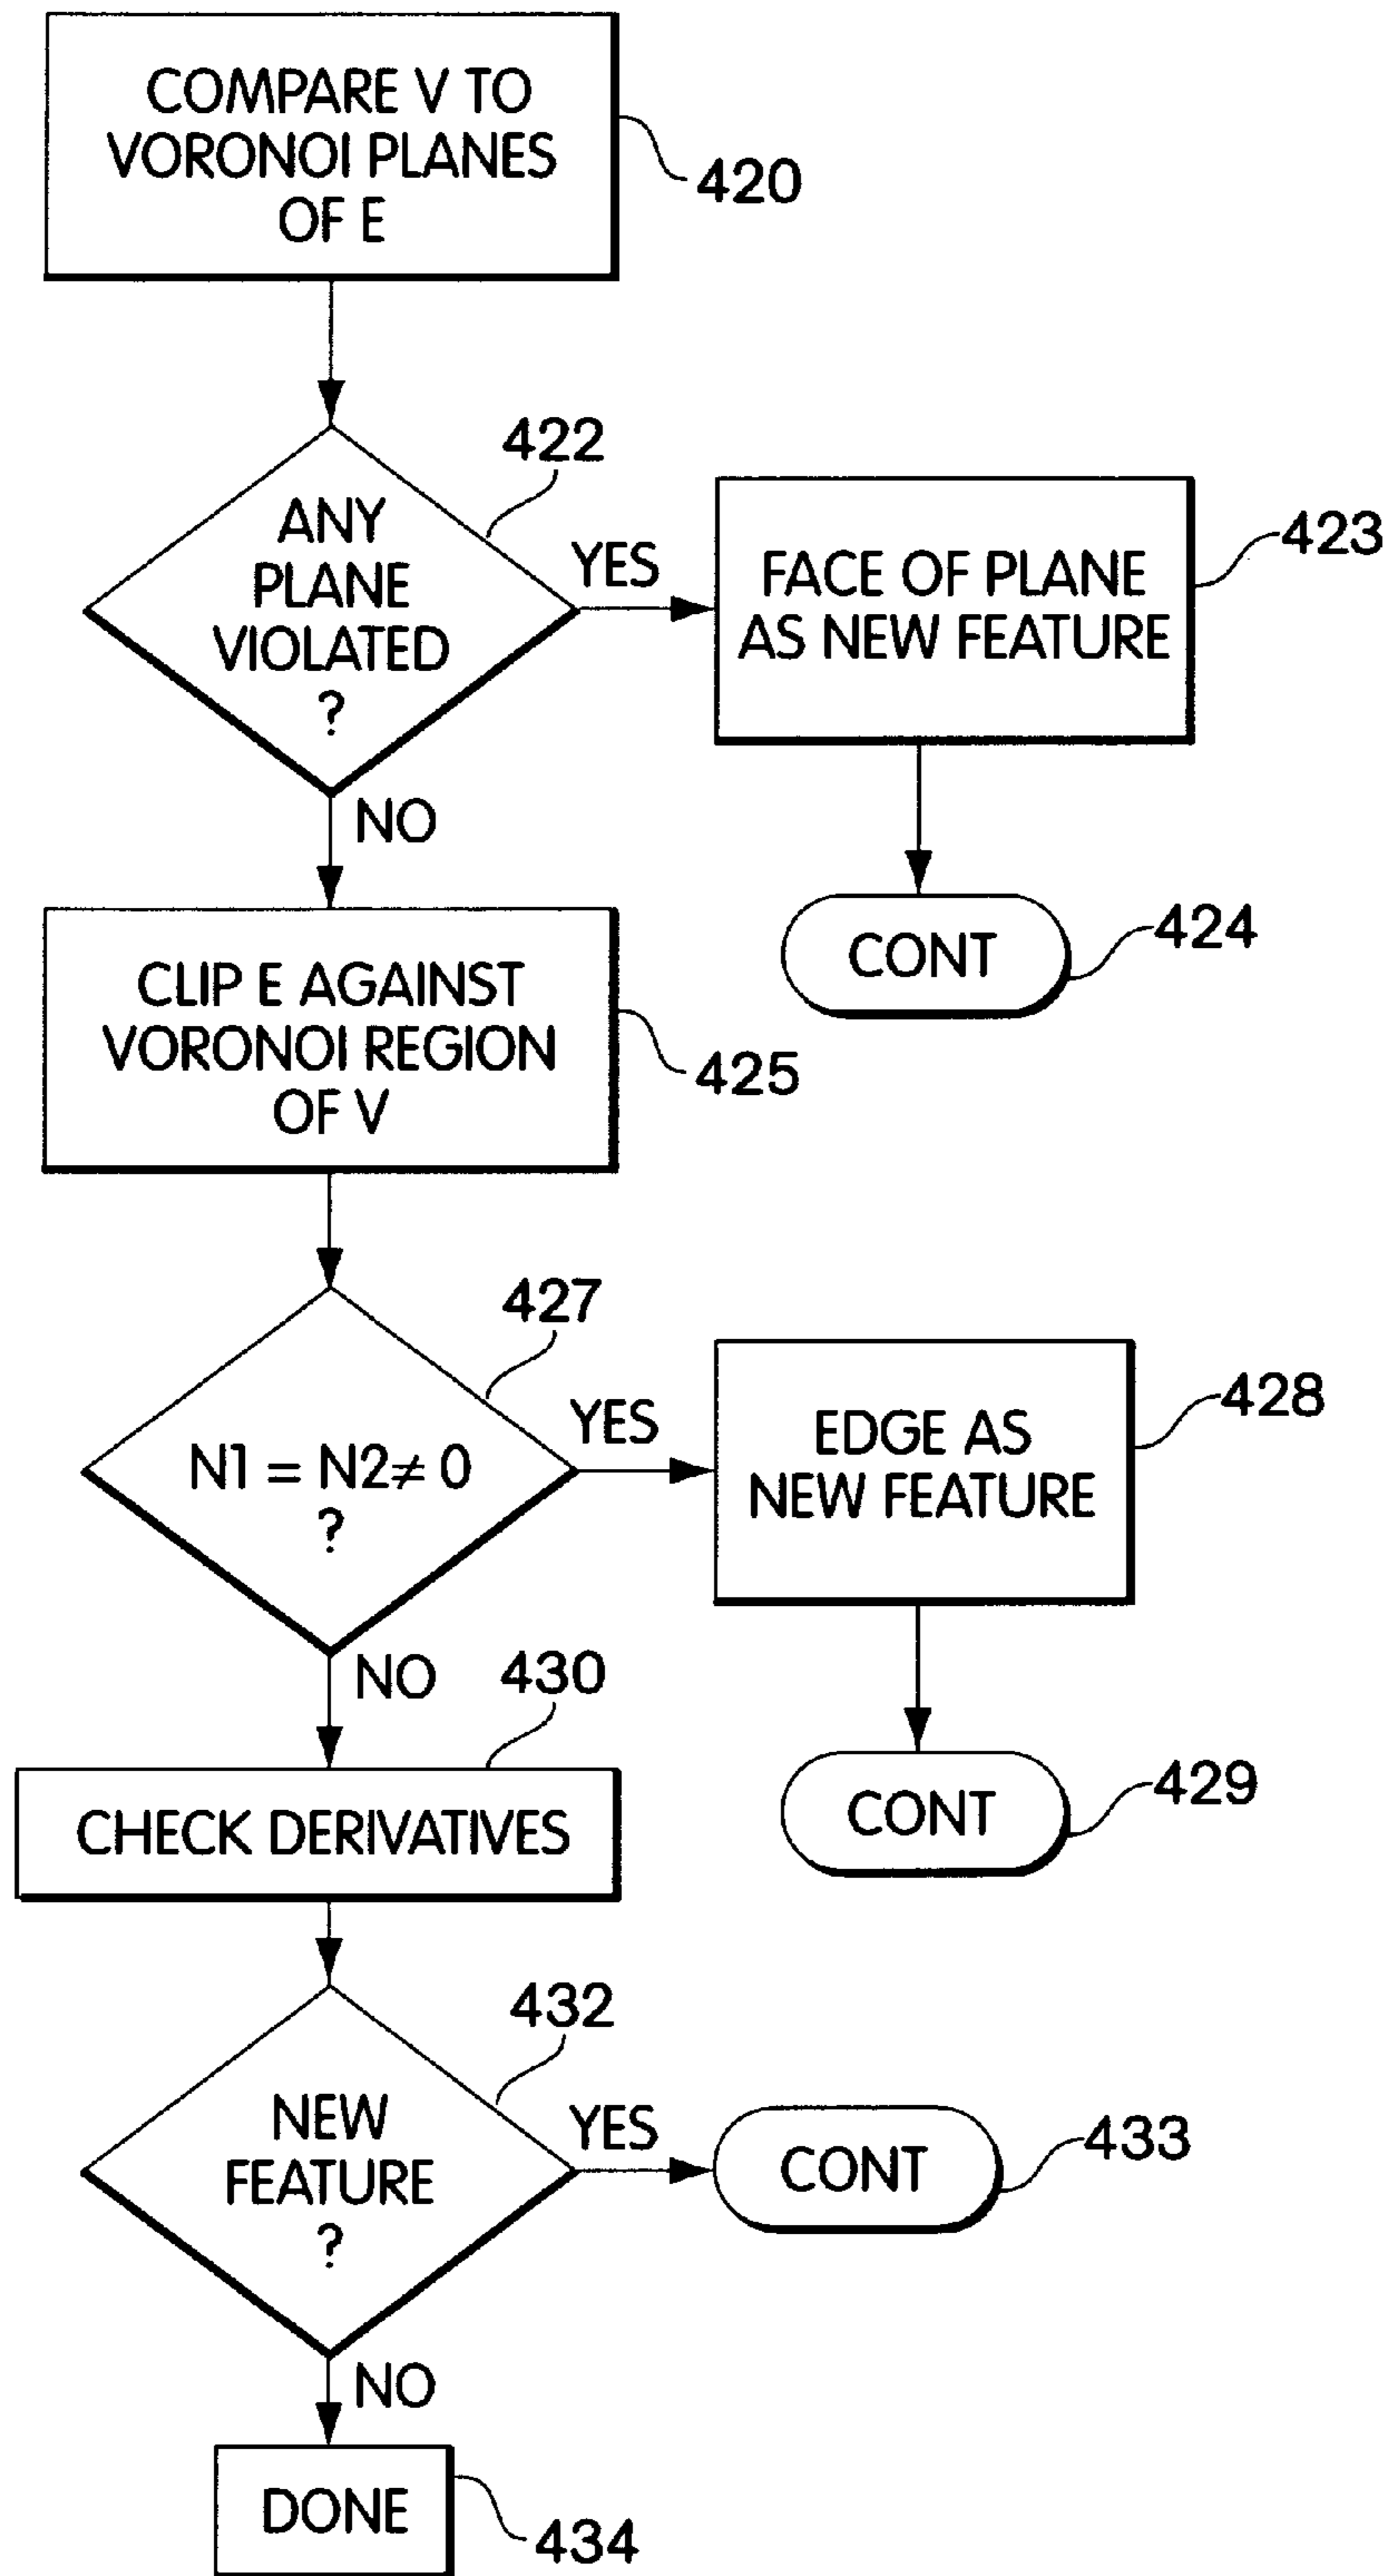 COMPARE V TO
VORONOI PLANES
OF E
420
422
ANY
PLANE
VIOLATED
?
YES
FACE OF PLANE
AS NEW FEATURE
423
NO
CONT
424
CLIP E AGAINST
VORONOI REGION
OF V
425
427
N1 = N2 ≠ 0
?
YES
EDGE AS
NEW FEATURE
428
NO
430
CONT
429
CHECK DERIVATIVES
432
NEW
FEATURE
?
YES
CONT
433
NO
DONE
434